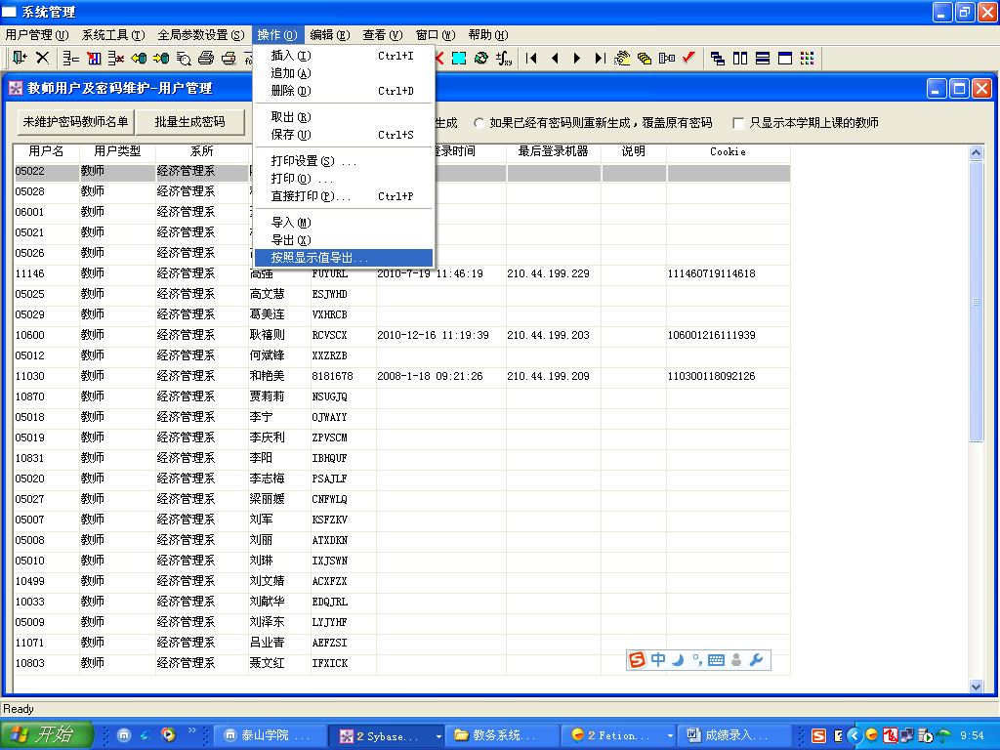 系统管理
用户管理(U) 系统工具(T) 全局参数设置(S) 操作(O) 编辑(E) 查看(V) 窗口(W) 帮助(H)
插入(I) Ctrl+I
追加(A)
删除(D) Ctrl+D
取出(R)
保存(U) Ctrl+S
打印设置(S) ...
打印(O) ...
直接打印(P)... Ctrl+P
导入(M)
导出(X)
按照显示值导出...
教师用户及密码维护-用户管理
未维护密码教师名单 批量生成密码 生成 如果已经有密码则重新生成，覆盖原有密码 只显示本学期上课的教师
用户名 用户类型 系所 登录时间 最后登录机器 说明 Cookie
05022 教师 经济管理系
05028 教师 经济管理系
06001 教师 经济管理系
05021 教师 经济管理系
05026 教师 经济管理系
11146 教师 经济管理系 高强 FUYURL 2010-7-19 11:46:19 210.44.199.229 111460719114618
05025 教师 经济管理系 高文慧 ESJWHD
05029 教师 经济管理系 葛美连 VXHRCB
10600 教师 经济管理系 耿禧则 RCVSCX 2010-12-16 11:19:39 210.44.199.203 106001216111939
05012 教师 经济管理系 何斌锋 XXZRZB
11030 教师 经济管理系 和艳美 8181678 2008-1-18 09:21:26 210.44.199.209 110300118092126
10870 教师 经济管理系 贾莉莉 NSUGJQ
05018 教师 经济管理系 李宁 OJWAYY
05019 教师 经济管理系 李庆利 ZPVSCM
10831 教师 经济管理系 李阳 IBHQUF
05020 教师 经济管理系 李志梅 PSAJLF
05027 教师 经济管理系 梁丽媛 CNFWLQ
05007 教师 经济管理系 刘军 KSFZKV
05008 教师 经济管理系 刘丽 ATXDKN
05010 教师 经济管理系 刘琳 IXJSWN
10499 教师 经济管理系 刘文婧 ACXFZX
10033 教师 经济管理系 刘献华 EDQJRL
05009 教师 经济管理系 刘泽东 LYJYHF
11071 教师 经济管理系 吕业青 AEFZSI
10803 教师 经济管理系 聂文红 IPXICK
中
Ready
开始 泰山学院 ... 2 Sybase... 教务系统... 2 Fetion... 成绩录入... 9:54